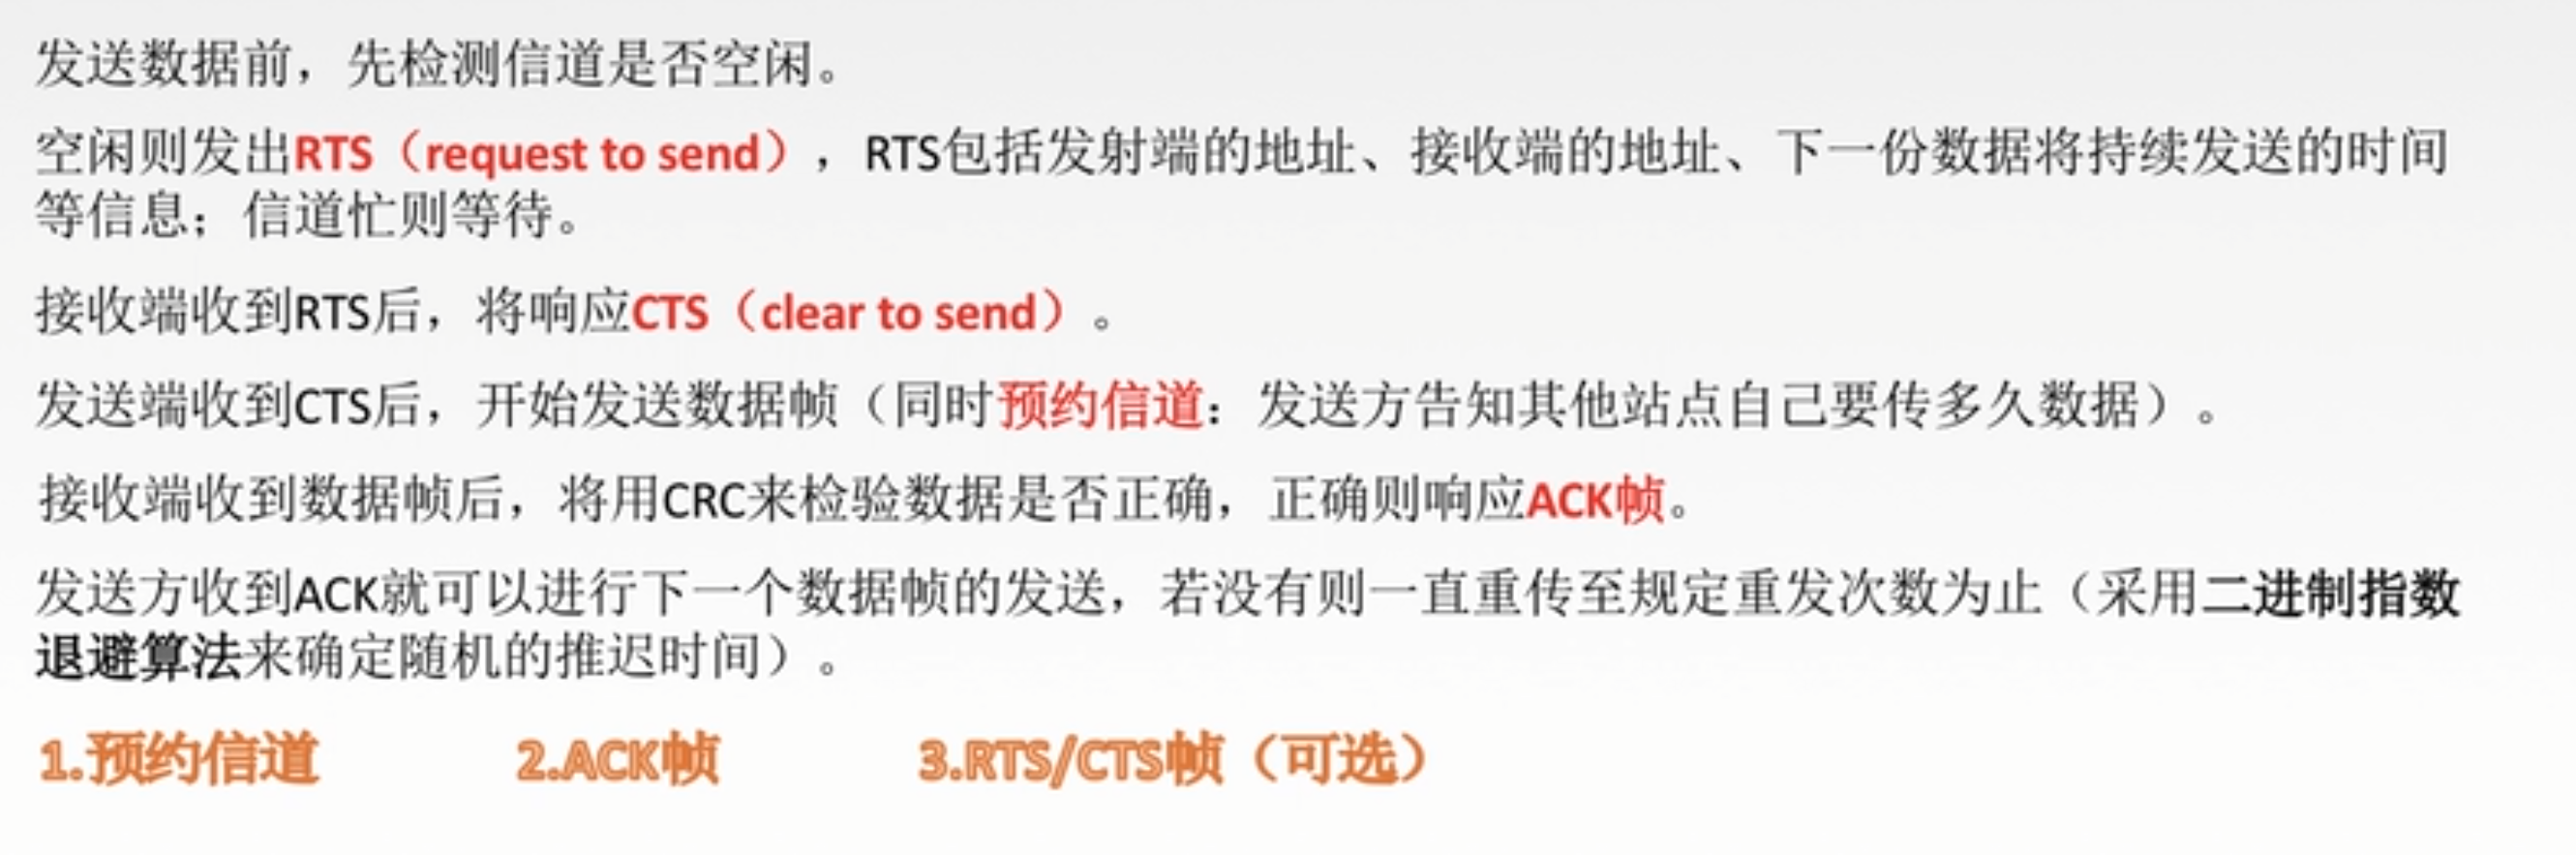 发送数据前，先检测信道是否空闲。
空闲则发出RTS（request to send），RTS包括发射端的地址、接收端的地址、下一份数据将持续发送的时间
等信息；信道忙则等待。
接收端收到RTS后，将响应CTS（clear to send）。
发送端收到CTS后，开始发送数据帧（同时预约信道：发送方告知其他站点自己要传多久数据）。
接收端收到数据帧后，将用CRC来检验数据是否正确，正确则响应ACK帧。
发送方收到ACK就可以进行下一个数据帧的发送，若没有则一直重传至规定重发次数为止（采用二进制指数
退避算法来确定随机的推迟时间）。
1.预约信道 2.ACK帧 3.RTS/CTS帧（可选）